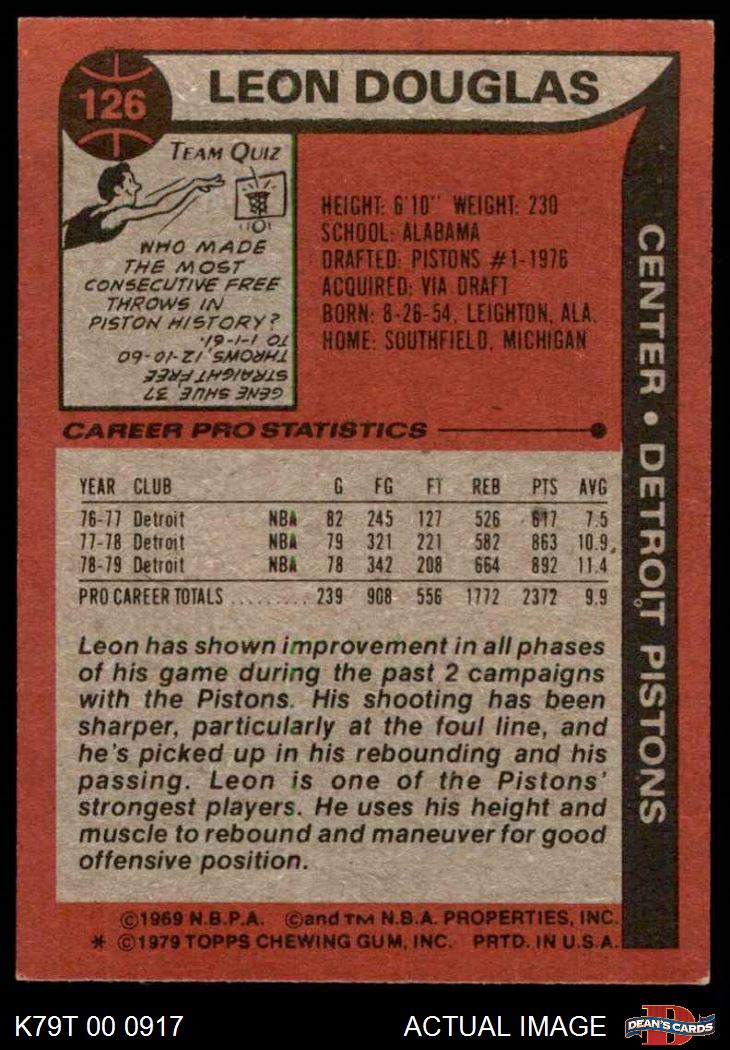 126
LEON DOUGLAS
TEAM QUIZ
WHO MADE
THE MOST
CONSECUTIVE FREE
THROWS IN
PISTON HISTORY?
GENE SHUE, 37
STRAIGHT FREE
THROWS, 12-10-60
TO 1-1-61.
HEIGHT: 6'10" WEIGHT: 230
SCHOOL: ALABAMA
DRAFTED: PISTONS #1-1976
ACQUIRED: VIA DRAFT
BORN: 8-26-54, LEIGHTON, ALA.
HOME: SOUTHFIELD, MICHIGAN
CENTER • DETROIT PISTONS
CAREER PRO STATISTICS
YEAR CLUB G FG FT REB PTS AVG
76-77 Detroit NBA 82 245 127 526 617 7.5
77-78 Detroit NBA 79 321 221 582 863 10.9
78-79 Detroit NBA 78 342 208 664 892 11.4
PRO CAREER TOTALS ......... 239 908 556 1772 2372 9.9
Leon has shown improvement in all phases
of his game during the past 2 campaigns
with the Pistons. His shooting has been
sharper, particularly at the foul line, and
he's picked up in his rebounding and his
passing. Leon is one of the Pistons'
strongest players. He uses his height and
muscle to rebound and maneuver for good
offensive position.
©1969 N.B.P.A. ©and TM N.B.A. PROPERTIES, INC.
* ©1979 TOPPS CHEWING GUM, INC. PRTD. IN U.S.A.
K79T 00 0917
ACTUAL IMAGE
D
DEAN'S CARDS